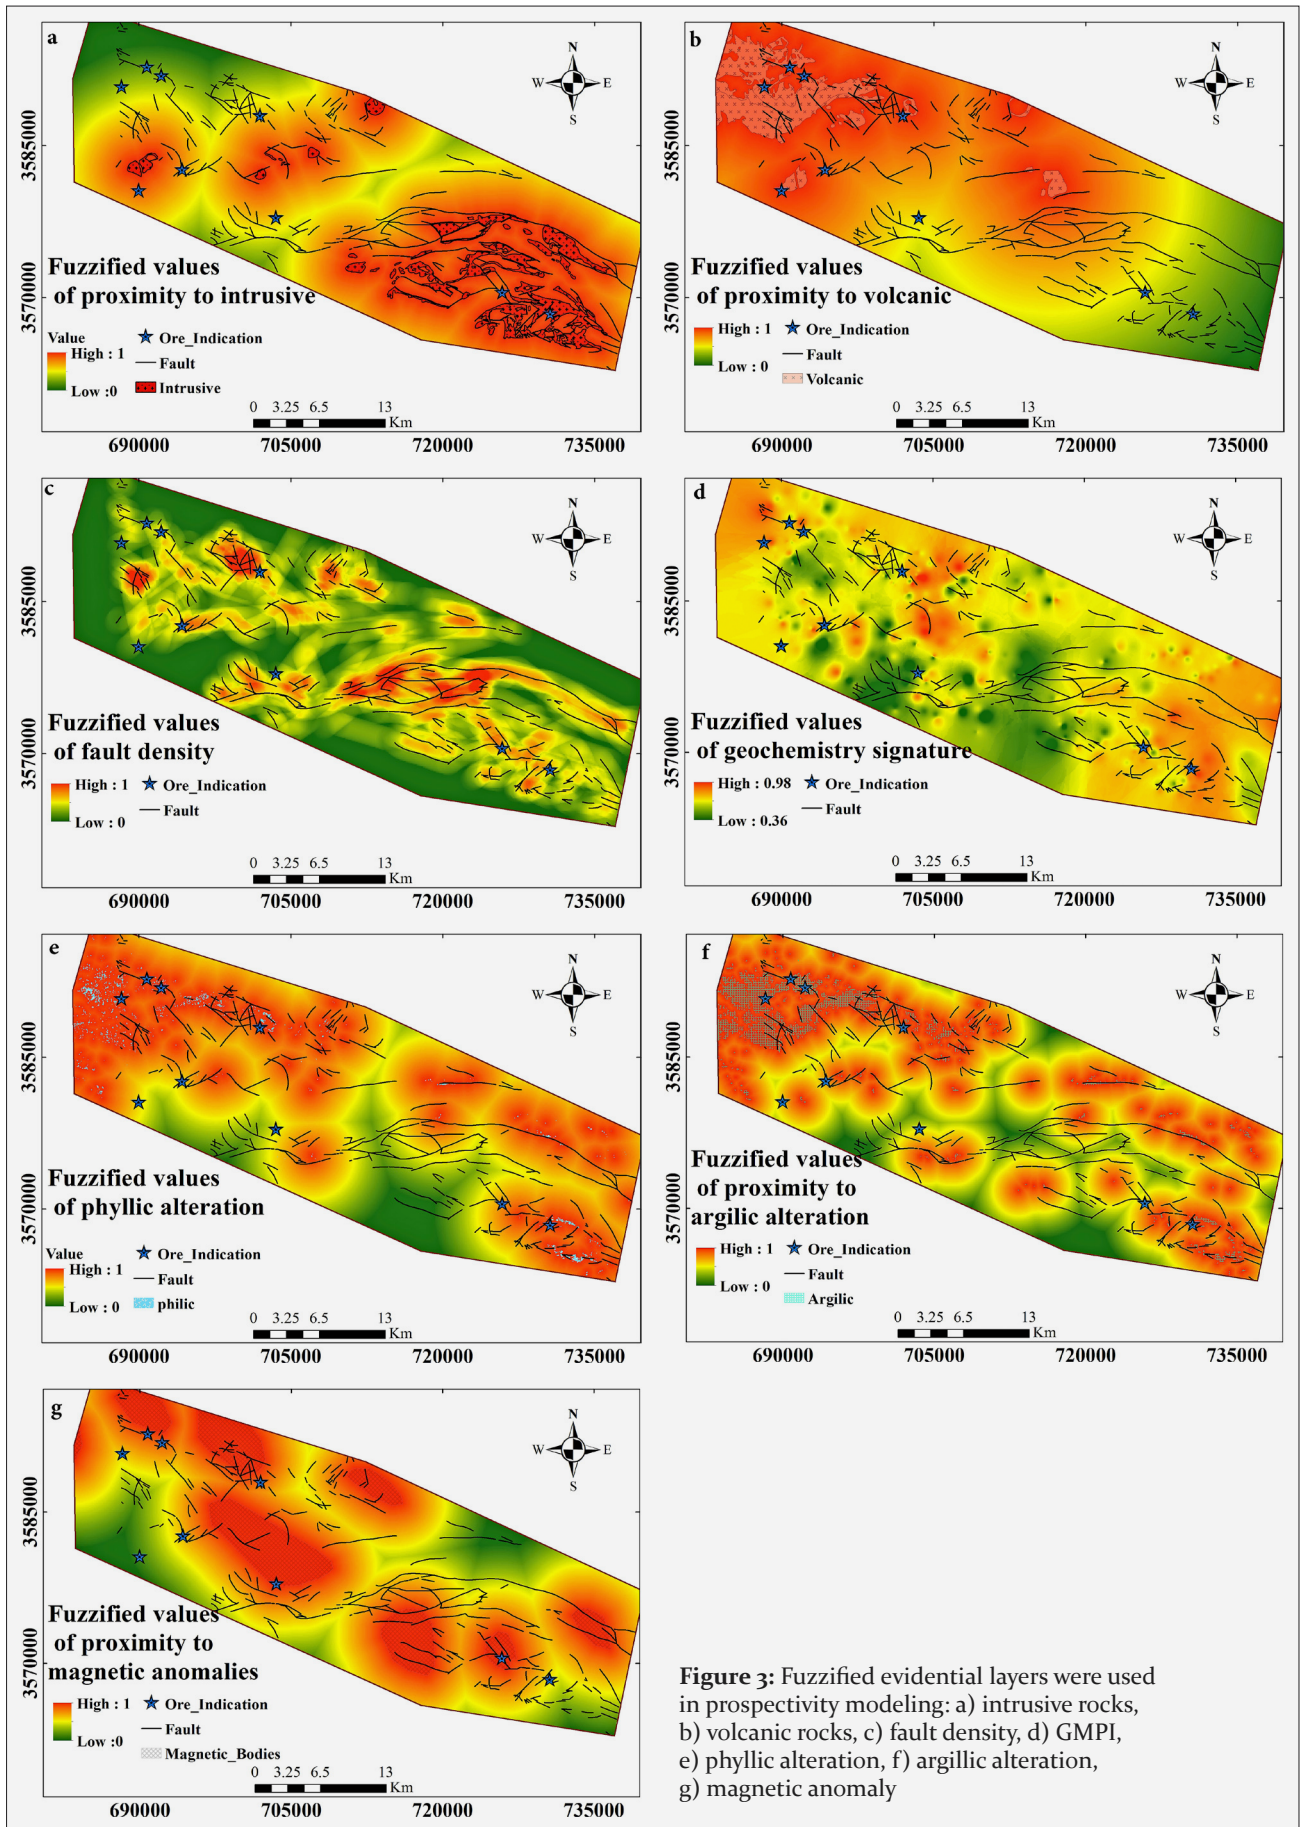 a
N
W
E
S
3585000
3570000
Fuzzified values
of proximity to intrusive
Value
High : 1
Low :0
Ore_Indication
Fault
Intrusive
0 3.25 6.5 13
Km
690000 705000 720000 735000
b
N
W
E
S
3585000
3570000
Fuzzified values
of proximity to volcanic
High : 1
Low : 0
Ore_Indication
Fault
Volcanic
0 3.25 6.5 13
Km
690000 705000 720000 735000
c
N
W
E
S
3585000
3570000
Fuzzified values
of fault density
High : 1
Low : 0
Ore_Indication
Fault
0 3.25 6.5 13
Km
690000 705000 720000 735000
d
N
W
E
S
3585000
3570000
Fuzzified values
of geochemistry signature
High : 0.98
Low : 0.36
Ore_Indication
Fault
0 3.25 6.5 13
Km
690000 705000 720000 735000
e
N
W
E
S
3585000
3570000
Fuzzified values
of phyllic alteration
Value
High : 1
Low : 0
Ore_Indication
Fault
philic
0 3.25 6.5 13
Km
690000 705000 720000 735000
f
N
W
E
S
3585000
3570000
Fuzzified values
of proximity to
argilic alteration
High : 1
Low : 0
Ore_Indication
Fault
Argilic
0 3.25 6.5 13
Km
690000 705000 720000 735000
g
N
W
E
S
3585000
3570000
Fuzzified values
of proximity to
magnetic anomalies
High : 1
Low :0
Ore_Indication
Fault
Magnetic_Bodies
0 3.25 6.5 13
Km
690000 705000 720000 735000
Figure 3: Fuzzified evidential layers were used
in prospectivity modeling: a) intrusive rocks,
b) volcanic rocks, c) fault density, d) GMPI,
e) phyllic alteration, f) argillic alteration,
g) magnetic anomaly